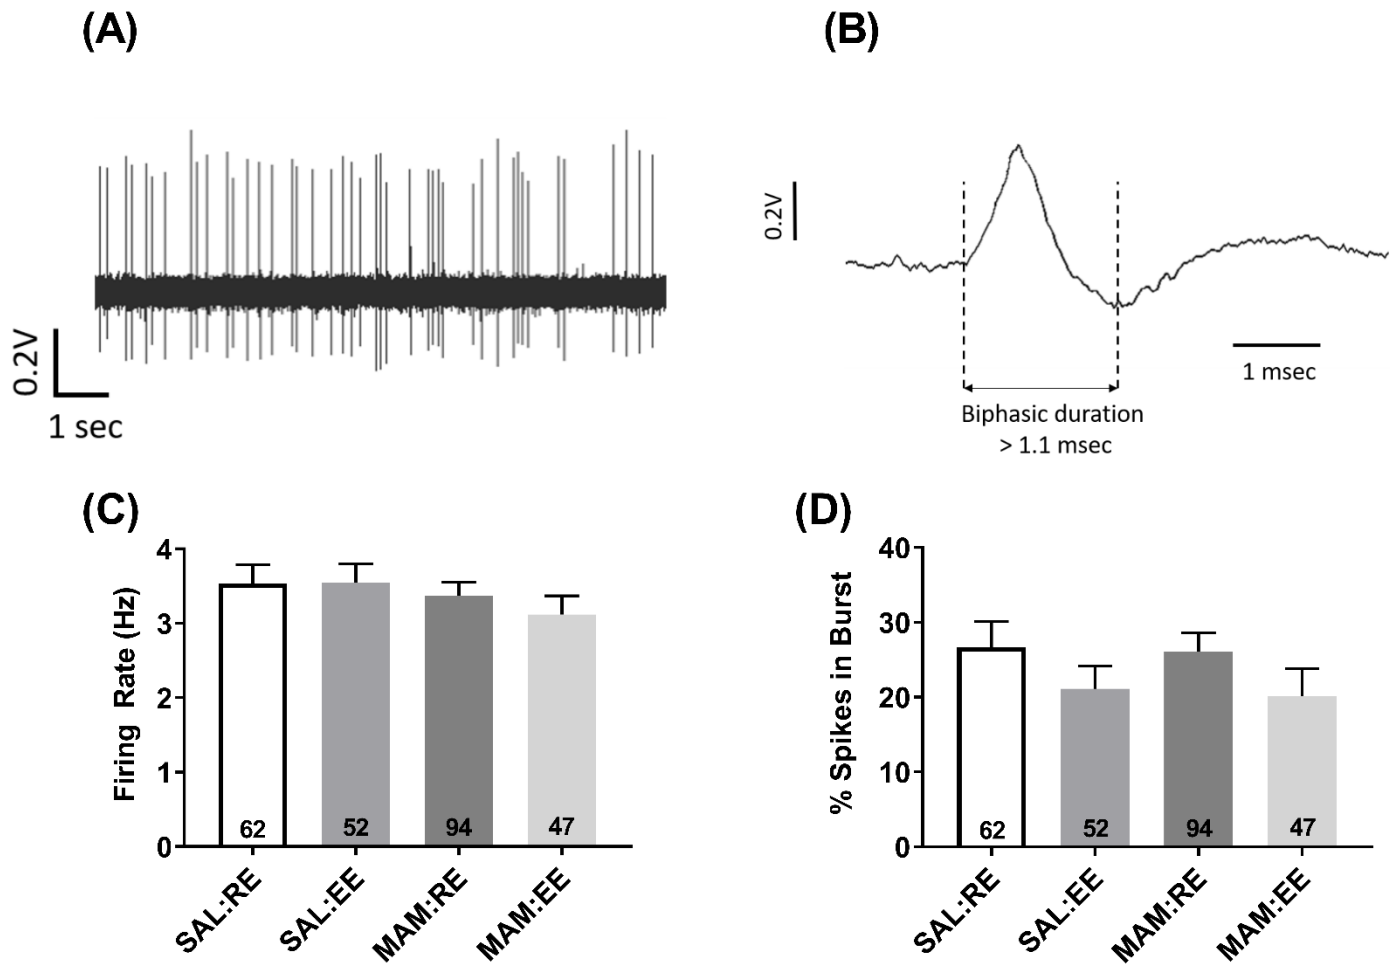 (A)
0.2V
1 sec
(B)
0.2V
1 msec
Biphasic duration
> 1.1 msec
(C)
Firing Rate (Hz)
4
3
2
1
0
62
52
94
47
SAL:RE
SAL:EE
MAM:RE
MAM:EE
(D)
% Spikes in Burst
40
30
20
10
0
62
52
94
47
SAL:RE
SAL:EE
MAM:RE
MAM:EE